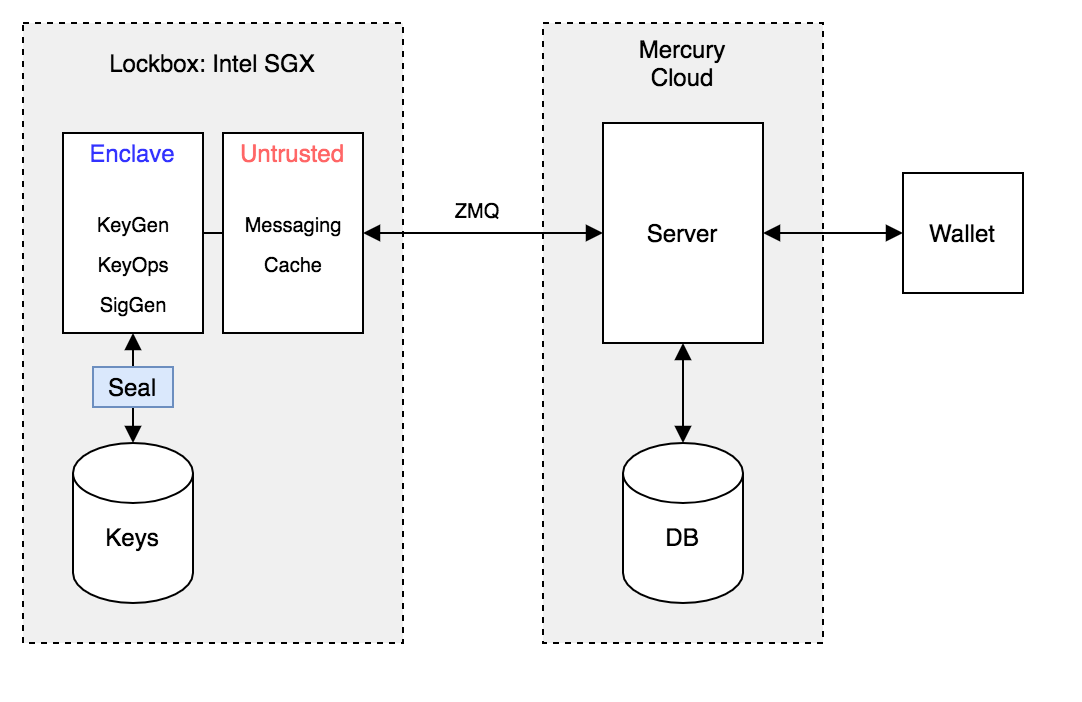 Lockbox: Intel SGX
Enclave
KeyGen
KeyOps
SigGen
Untrusted
Messaging
Cache
Seal
Keys
ZMQ
Mercury
Cloud
Server
DB
Wallet